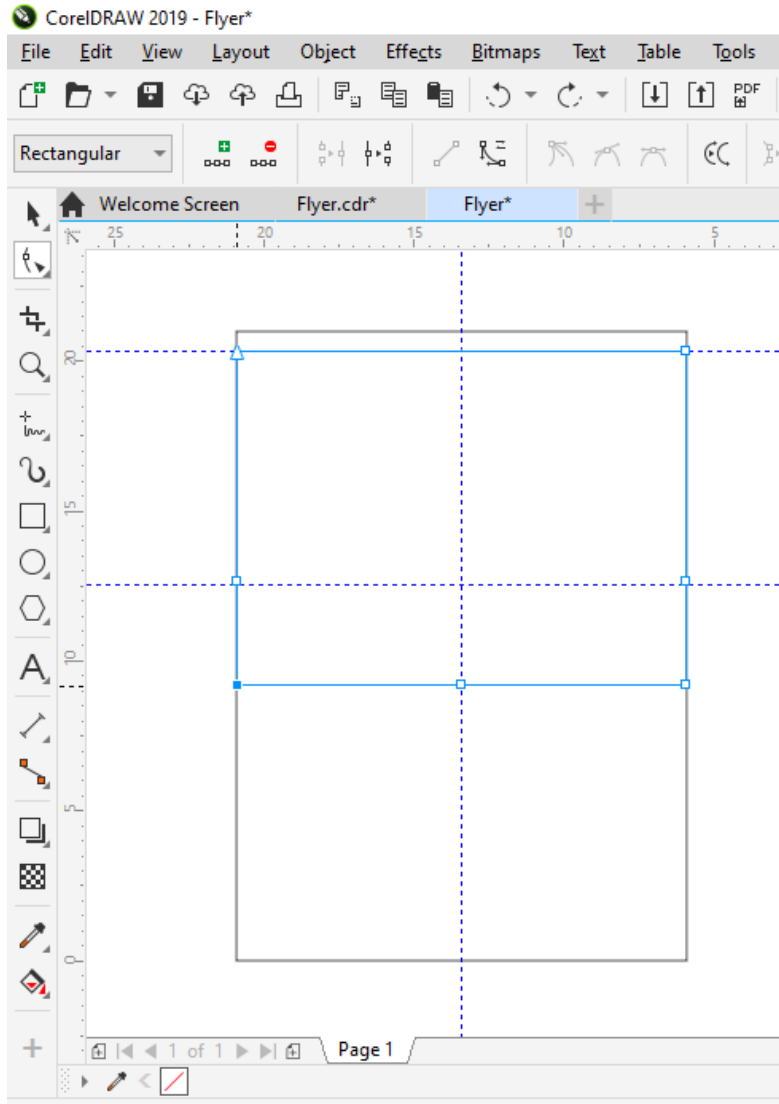 CorelDRAW 2019 - Flyer*
File Edit View Layout Object Effects Bitmaps Text Table Tools
PDF
Rectangular
Welcome Screen Flyer.cdr* Flyer*
25 20 15 10 5
20
15
10
5
0
A
1 of 1 Page 1